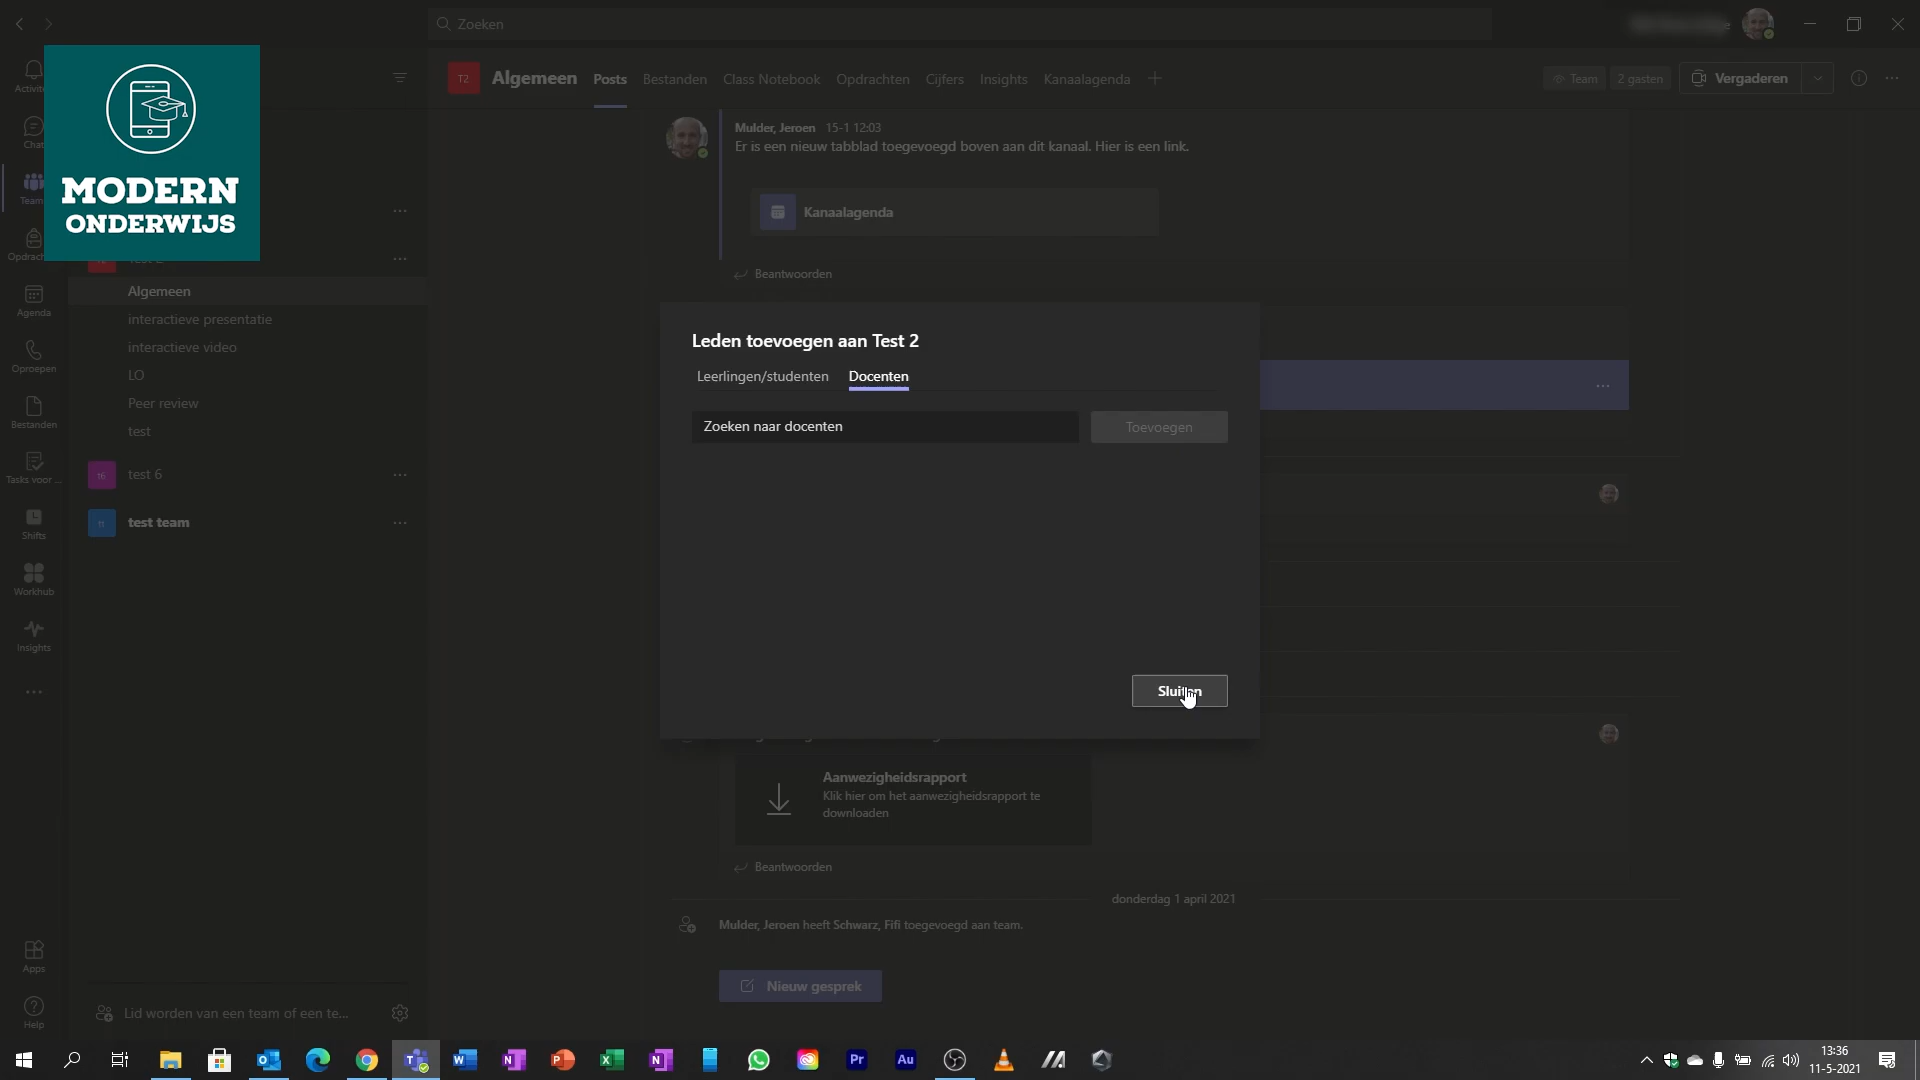 Zoeken
MODERN
ONDERWIJS
Activit
Chat
Team
Opdrach
Agenda
Oproepen
Bestanden
Tasks voor ...
Shifts
Workhub
Insights
Apps
Help
Algemeen
interactieve presentatie
interactieve video
LO
Peer review
test
t6 test 6
test team
Lid worden van een team of een te...
T2 Algemeen Posts Bestanden Class Notebook Opdrachten Cijfers Insights Kanaalagenda
Team 2 gasten Vergaderen
Mulder, Jeroen 15-1 12:03
Er is een nieuw tabblad toegevoegd boven aan dit kanaal. Hier is een link.
Kanaalagenda
Beantwoorden
Leden toevoegen aan Test 2
Leerlingen/studenten Docenten
Zoeken naar docenten Toevoegen
Sluiten
Aanwezigheidsrapport
Klik hier om het aanwezigheidsrapport te
downloaden
Beantwoorden
donderdag 1 april 2021
Mulder, Jeroen heeft Schwarz, Fifi toegevoegd aan team.
Nieuw gesprek
13:36
11-5-2021